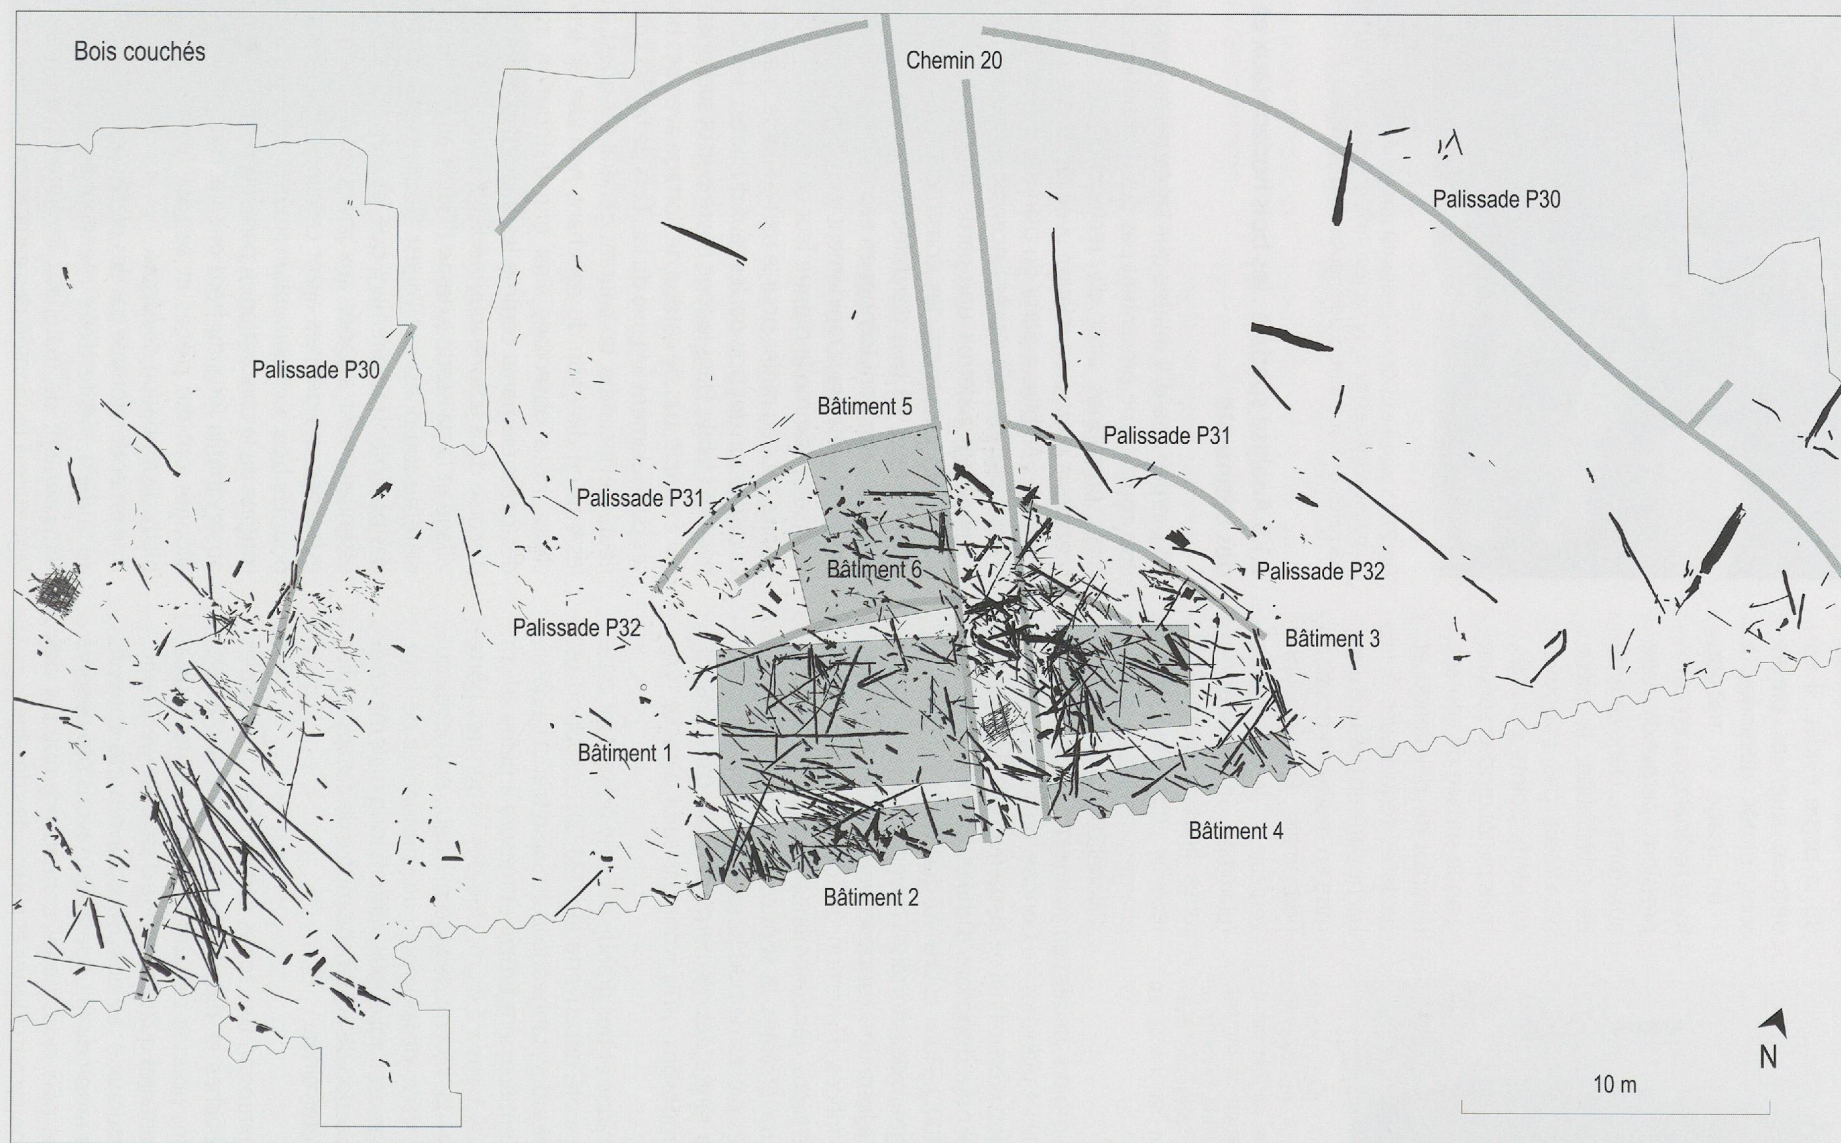 Bois couchés
Chemin 20
Palissade P30
Palissade P30
Bâtiment 5
Palissade P31
Palissade P31
Bâtiment 6
Palissade P32
Palissade P32
Bâtiment 3
Bâtiment 1
Bâtiment 4
Bâtiment 2
N
10 m